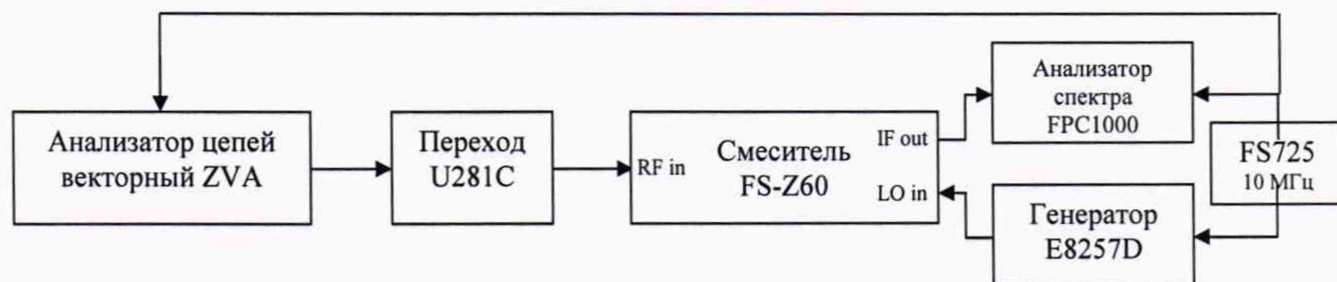 Анализатор цепей
векторный ZVA
Переход
U281C
RF in
Смеситель
FS-Z60
IF out
LO in
Анализатор
спектра
FPC1000
Генератор
E8257D
FS725
10 МГц